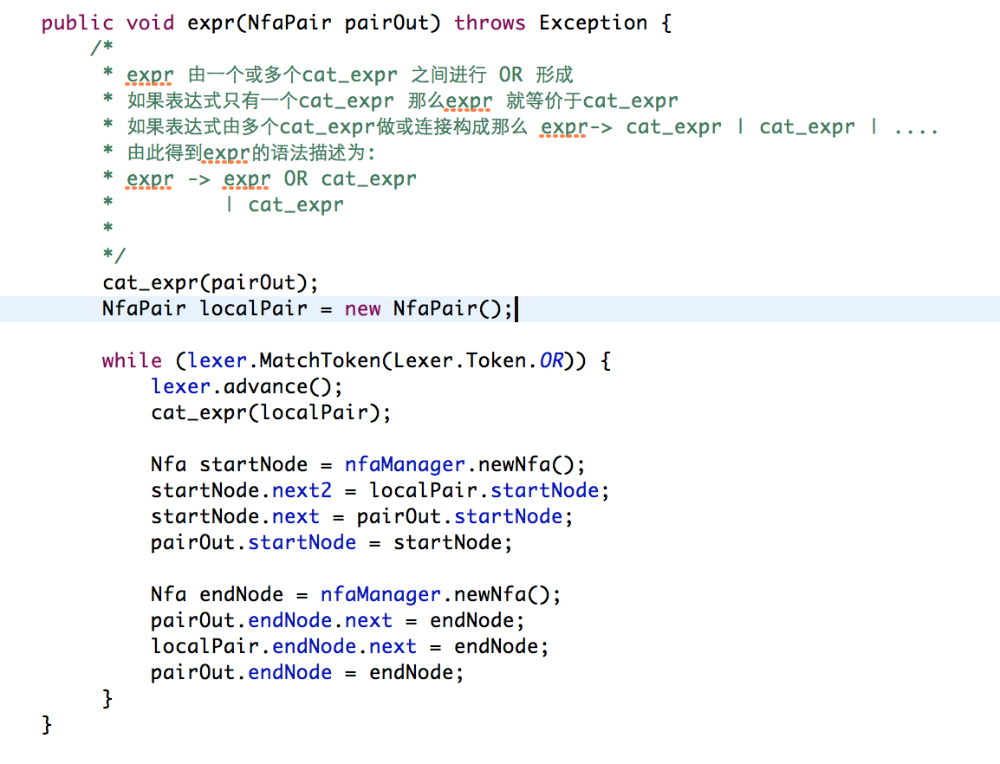 public void expr(NfaPair pairOut) throws Exception {
/*
* expr 由一个或多个cat_expr 之间进行 OR 形成
* 如果表达式只有一个cat_expr 那么expr 就等价于cat_expr
* 如果表达式由多个cat_expr做或连接构成那么 expr-> cat_expr | cat_expr | ....
* 由此得到expr的语法描述为:
* expr -> expr OR cat_expr
* | cat_expr
*
*/
cat_expr(pairOut);
NfaPair localPair = new NfaPair();
while (lexer.MatchToken(Lexer.Token.OR)) {
lexer.advance();
cat_expr(localPair);
Nfa startNode = nfaManager.newNfa();
startNode.next2 = localPair.startNode;
startNode.next = pairOut.startNode;
pairOut.startNode = startNode;
Nfa endNode = nfaManager.newNfa();
pairOut.endNode.next = endNode;
localPair.endNode.next = endNode;
pairOut.endNode = endNode;
}
}